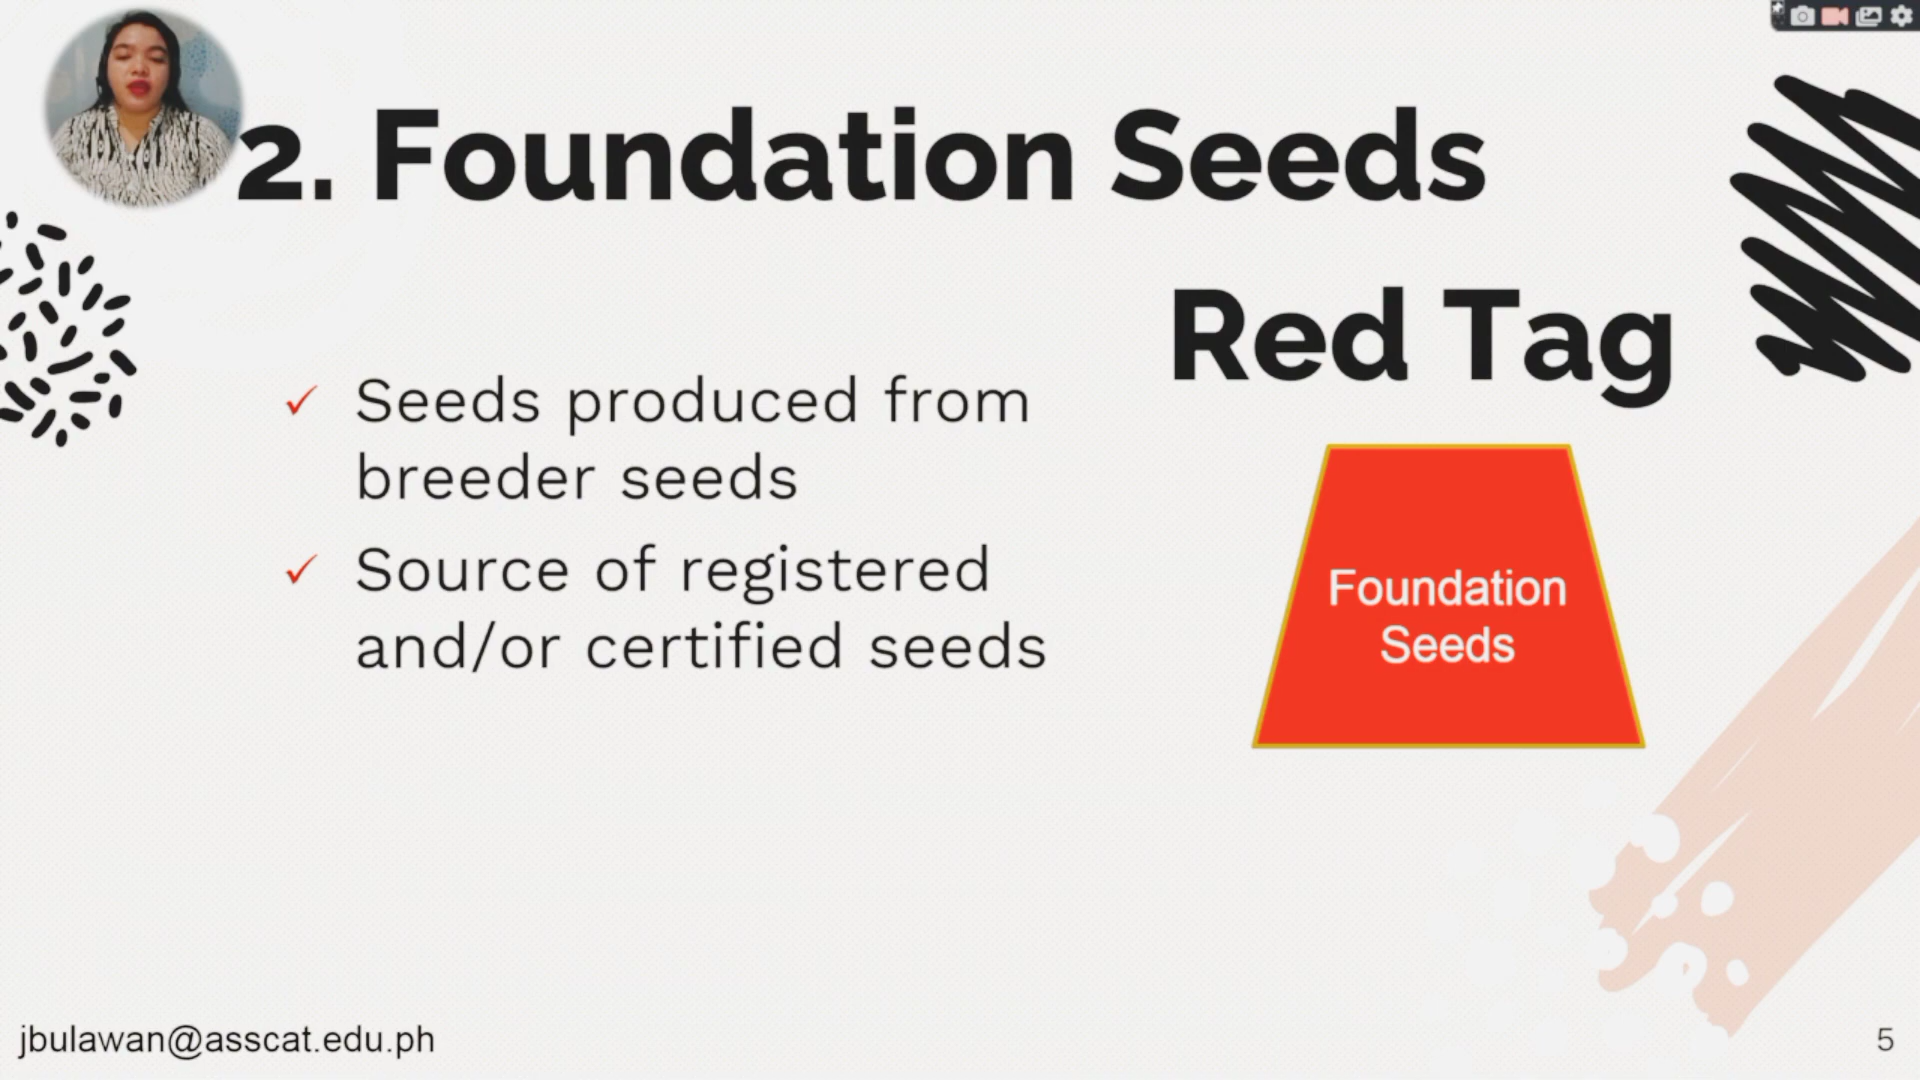 2. Foundation Seeds
Red Tag
Seeds produced from
breeder seeds
Source of registered
and/or certified seeds
Foundation
Seeds
jbulawan@asscat.edu.ph
5